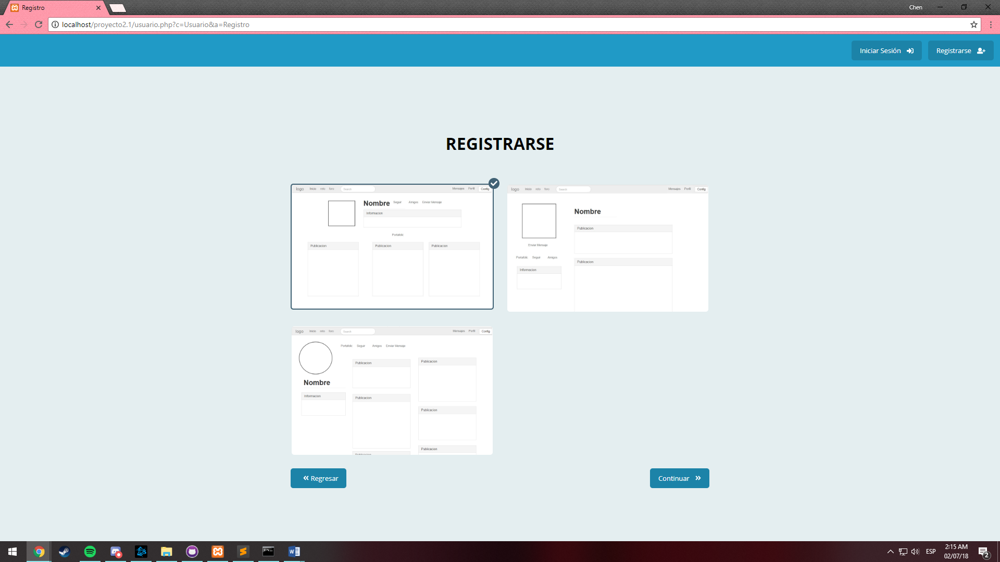 Registro
Chen
localhost/proyecto2.1/usuario.php?c=Usuario&a=Registro
Iniciar Sesión
Registrarse
REGISTRARSE
logo Inicio reto foro Search Mensajes Perfil Config
Nombre Seguir Amigos Enviar Mensaje
Informacion
Portafolio
Publicacion Publicacion Publicacion
logo Inicio reto foro Search Mensajes Perfil Config
Nombre
Publicacion
Enviar Mensaje
Portafolio Seguir Amigos
Publicacion
Informacion
logo Inicio reto foro Search Mensajes Perfil Config
Portafolio Seguir Amigos Enviar Mensaje
Publicacion Publicacion
Nombre
Informacion
Publicacion
Publicacion
Publicacion
Publicacion
Regresar
Continuar
ESP
2:15 AM
02/07/18
2